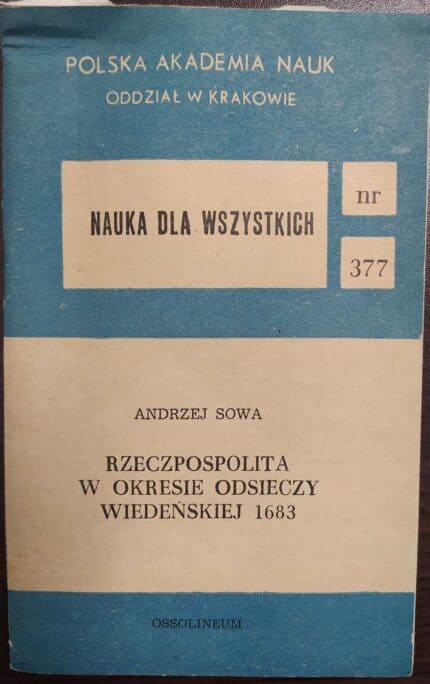 POLSKA AKADEMIA NAUK
ODDZIAŁ W KRAKOWIE
NAUKA DLA WSZYSTKICH
nr
377
ANDRZEJ SOWA
RZECZPOSPOLITA
W OKRESIE ODSIECZY
WIEDEŃSKIEJ 1683
OSSOLINEUM